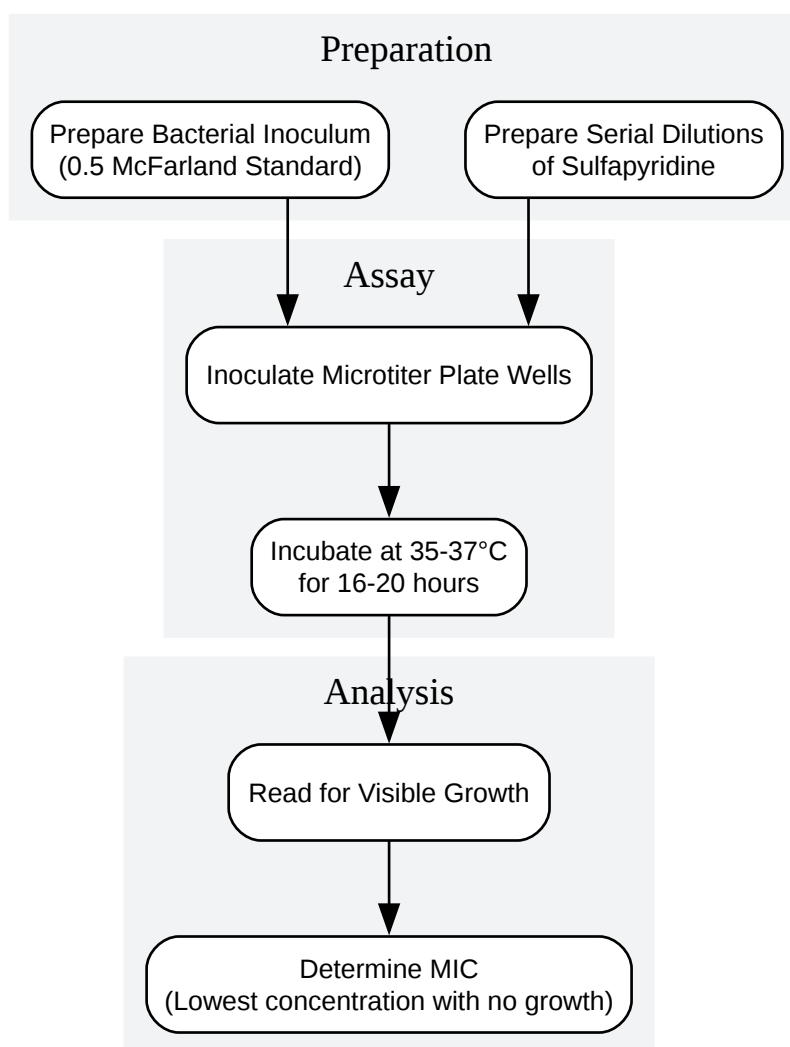 Preparation
Prepare Bacterial Inoculum
(0.5 McFarland Standard)
Prepare Serial Dilutions
of Sulfapyridine
Assay
Inoculate Microtiter Plate Wells
Incubate at 35-37°C
for 16-20 hours
Analysis
Read for Visible Growth
Determine MIC
(Lowest concentration with no growth)